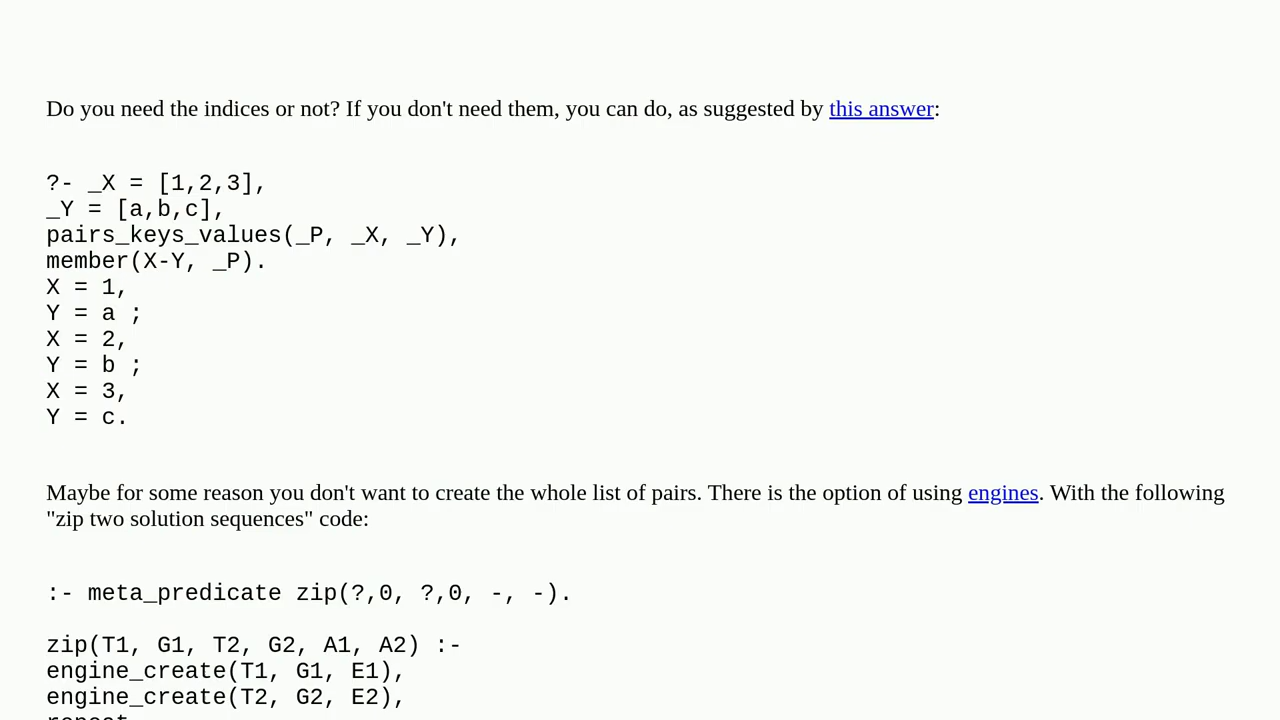 Do you need the indices or not? If you don't need them, you can do, as suggested by this answer:
?- _X = [1,2,3],
_Y = [a,b,c],
pairs_keys_values(_P, _X, _Y),
member(X-Y, _P).
X = 1,
Y = a ;
X = 2,
Y = b ;
X = 3,
Y = c.
Maybe for some reason you don't want to create the whole list of pairs. There is the option of using engines. With the following
"zip two solution sequences" code:
:- meta_predicate zip(?,0, ?,0, -, -).
zip(T1, G1, T2, G2, A1, A2) :-
engine_create(T1, G1, E1),
engine_create(T2, G2, E2),